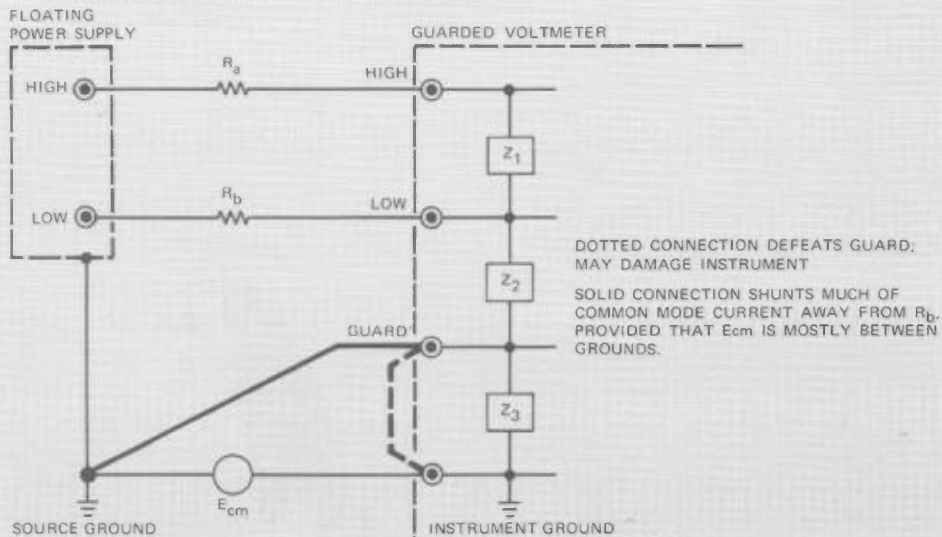 FLOATING
POWER SUPPLY
GUARDED VOLTMETER
HIGH
Ra
HIGH
Z1
LOW
Rb
LOW
Z2
DOTTED CONNECTION DEFEATS GUARD;
MAY DAMAGE INSTRUMENT
SOLID CONNECTION SHUNTS MUCH OF
COMMON MODE CURRENT AWAY FROM Rb,
PROVIDED THAT Ecm IS MOSTLY BETWEEN
GROUNDS.
GUARD
Z3
Ecm
SOURCE GROUND
INSTRUMENT GROUND